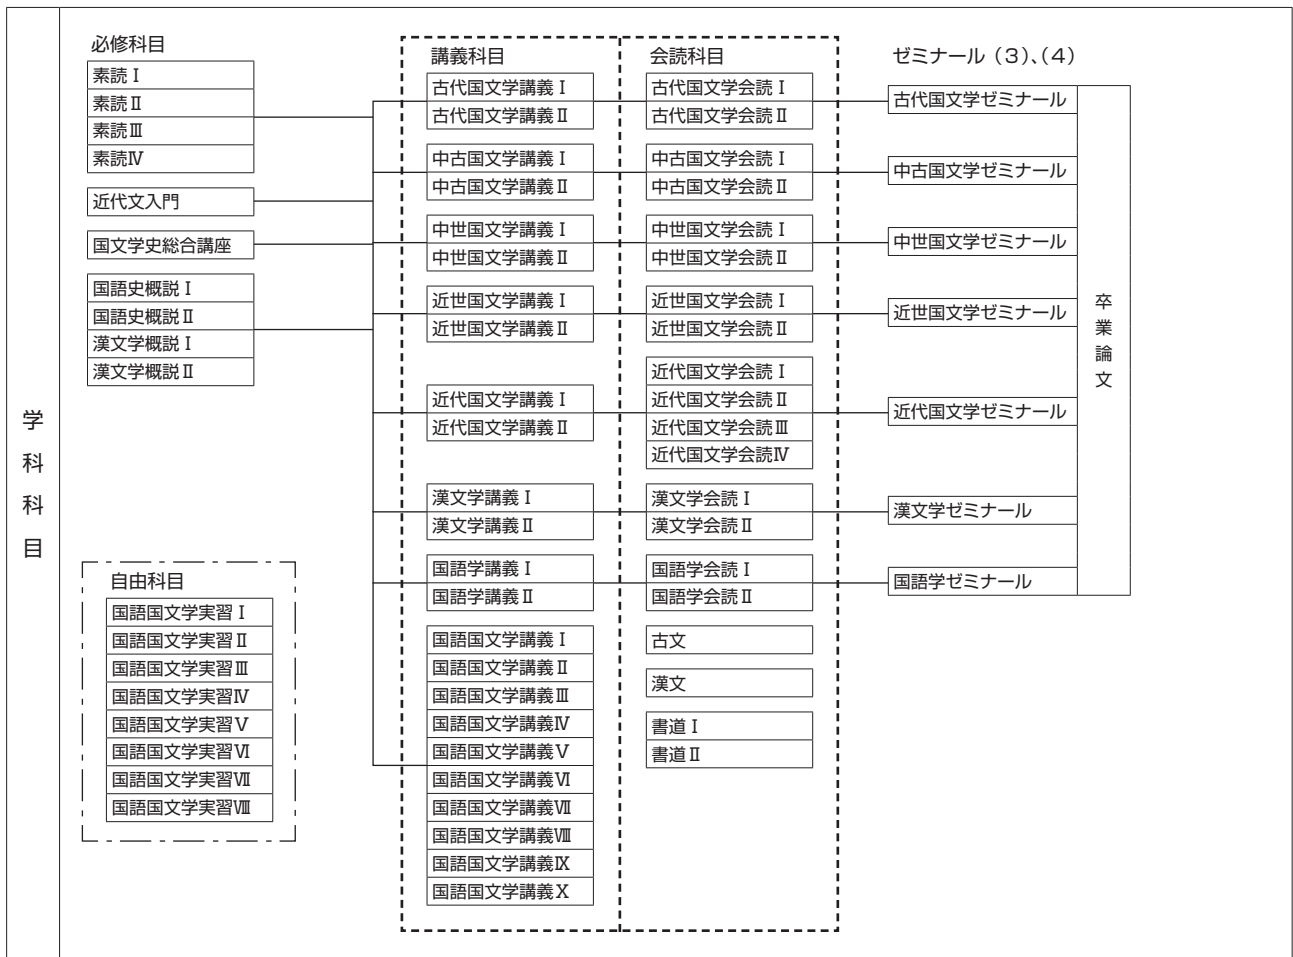 学科科目
必修科目
素読Ⅰ
素読Ⅱ
素読Ⅲ
素読Ⅳ
近代文入門
国文学史総合講座
国語史概説Ⅰ
国語史概説Ⅱ
漢文学概説Ⅰ
漢文学概説Ⅱ
自由科目
国語国文学実習Ⅰ
国語国文学実習Ⅱ
国語国文学実習Ⅲ
国語国文学実習Ⅳ
国語国文学実習Ⅴ
国語国文学実習Ⅵ
国語国文学実習Ⅶ
国語国文学実習Ⅷ
講義科目
古代国文学講義Ⅰ
古代国文学講義Ⅱ
中古国文学講義Ⅰ
中古国文学講義Ⅱ
中世国文学講義Ⅰ
中世国文学講義Ⅱ
近世国文学講義Ⅰ
近世国文学講義Ⅱ
近代国文学講義Ⅰ
近代国文学講義Ⅱ
漢文学講義Ⅰ
漢文学講義Ⅱ
国語学講義Ⅰ
国語学講義Ⅱ
国語国文学講義Ⅰ
国語国文学講義Ⅱ
国語国文学講義Ⅲ
国語国文学講義Ⅳ
国語国文学講義Ⅴ
国語国文学講義Ⅵ
国語国文学講義Ⅶ
国語国文学講義Ⅷ
国語国文学講義Ⅸ
国語国文学講義Ⅹ
会読科目
古代国文学会読Ⅰ
古代国文学会読Ⅱ
中古国文学会読Ⅰ
中古国文学会読Ⅱ
中世国文学会読Ⅰ
中世国文学会読Ⅱ
近世国文学会読Ⅰ
近世国文学会読Ⅱ
近代国文学会読Ⅰ
近代国文学会読Ⅱ
近代国文学会読Ⅲ
近代国文学会読Ⅳ
漢文学会読Ⅰ
漢文学会読Ⅱ
国語学会読Ⅰ
国語学会読Ⅱ
古文
漢文
書道Ⅰ
書道Ⅱ
ゼミナール（3）、（4）
古代国文学ゼミナール
中古国文学ゼミナール
中世国文学ゼミナール
近世国文学ゼミナール
近代国文学ゼミナール
漢文学ゼミナール
国語学ゼミナール
卒業論文